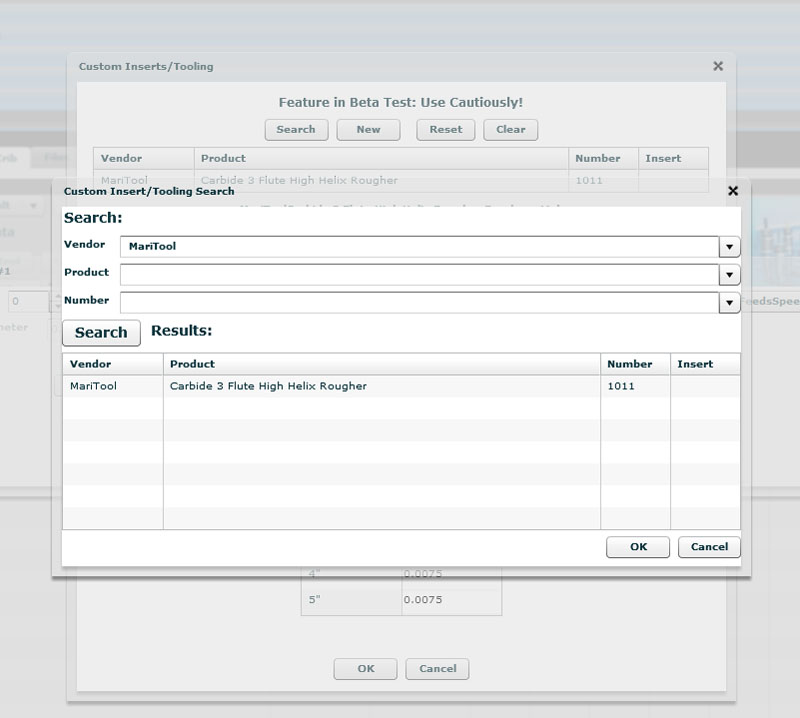 Custom Inserts/Tooling
Feature in Beta Test: Use Cautiously!
Search New Reset Clear
Vendor Product Number Insert
MariTool Carbide 3 Flute High Helix Rougher 1011
Custom Insert/Tooling Search
Search:
Vendor MariTool
Product
Number
Search Results:
Vendor Product Number Insert
MariTool Carbide 3 Flute High Helix Rougher 1011
OK Cancel
#1
0
4" 0.0075
5" 0.0075
OK Cancel